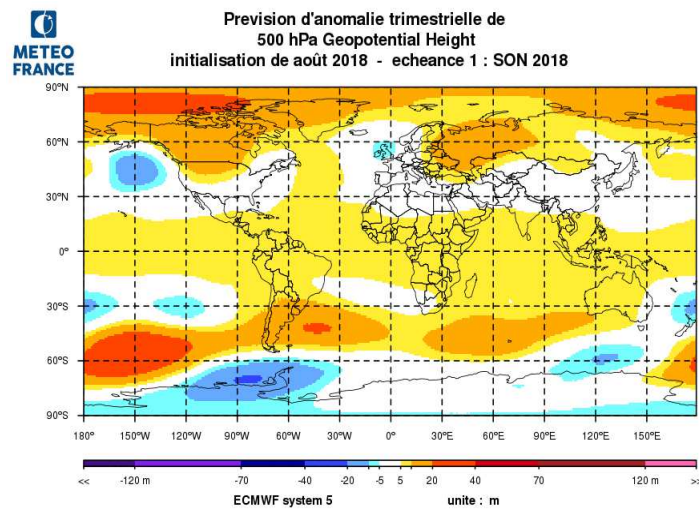 METEO
FRANCE
Prevision d'anomalie trimestrielle de
500 hPa Geopotential Height
initialisation de août 2018 - echeance 1 : SON 2018
90°N
60°N
30°N
0°
30°S
60°S
90°S
180° 150°W 120°W 90°W 60°W 30°W 0° 30°E 60°E 90°E 120°E 150°E
<< -120 m -70 -40 -20 -5 5 20 40 70 120 m >>
ECMWF system 5 unite : m